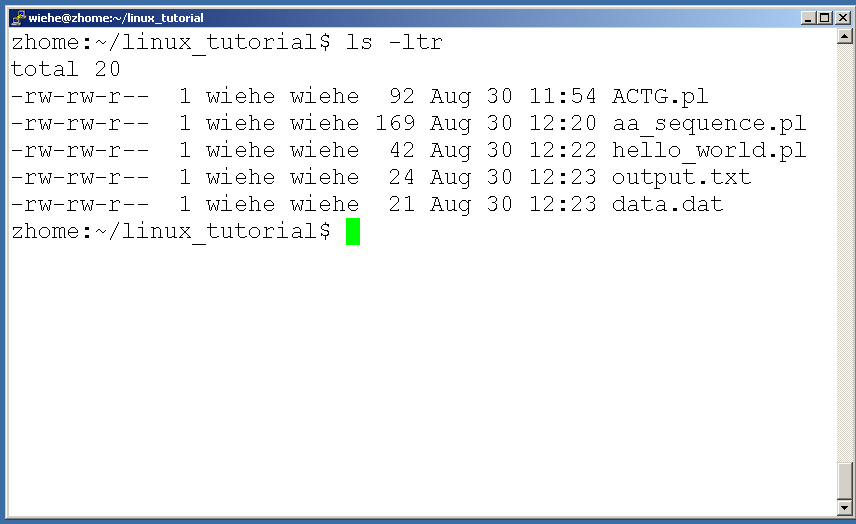 wiehe@zhome:~/linux_tutorial
zhome:~/linux_tutorial$ ls -ltr
total 20
-rw-rw-r--  1 wiehe wiehe  92 Aug 30 11:54 ACTG.pl
-rw-rw-r--  1 wiehe wiehe 169 Aug 30 12:20 aa_sequence.pl
-rw-rw-r--  1 wiehe wiehe  42 Aug 30 12:22 hello_world.pl
-rw-rw-r--  1 wiehe wiehe  24 Aug 30 12:23 output.txt
-rw-rw-r--  1 wiehe wiehe  21 Aug 30 12:23 data.dat
zhome:~/linux_tutorial$